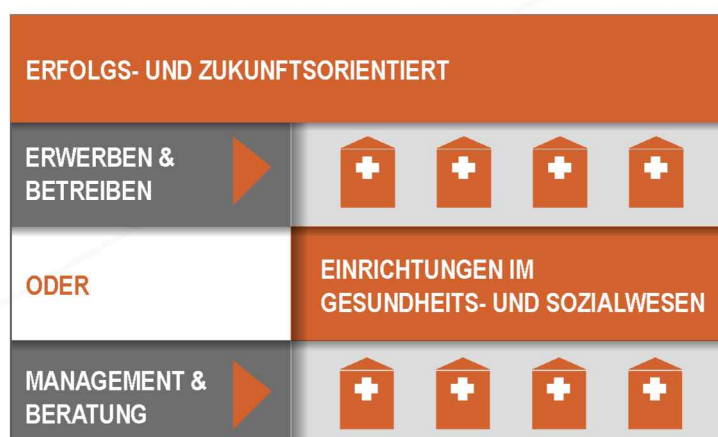 ERFOLGS- UND ZUKUNFTSORIENTIERT
ERWERBEN &
BETREIBEN
ODER
EINRICHTUNGEN IM
GESUNDHEITS- UND SOZIALWESEN
MANAGEMENT &
BERATUNG